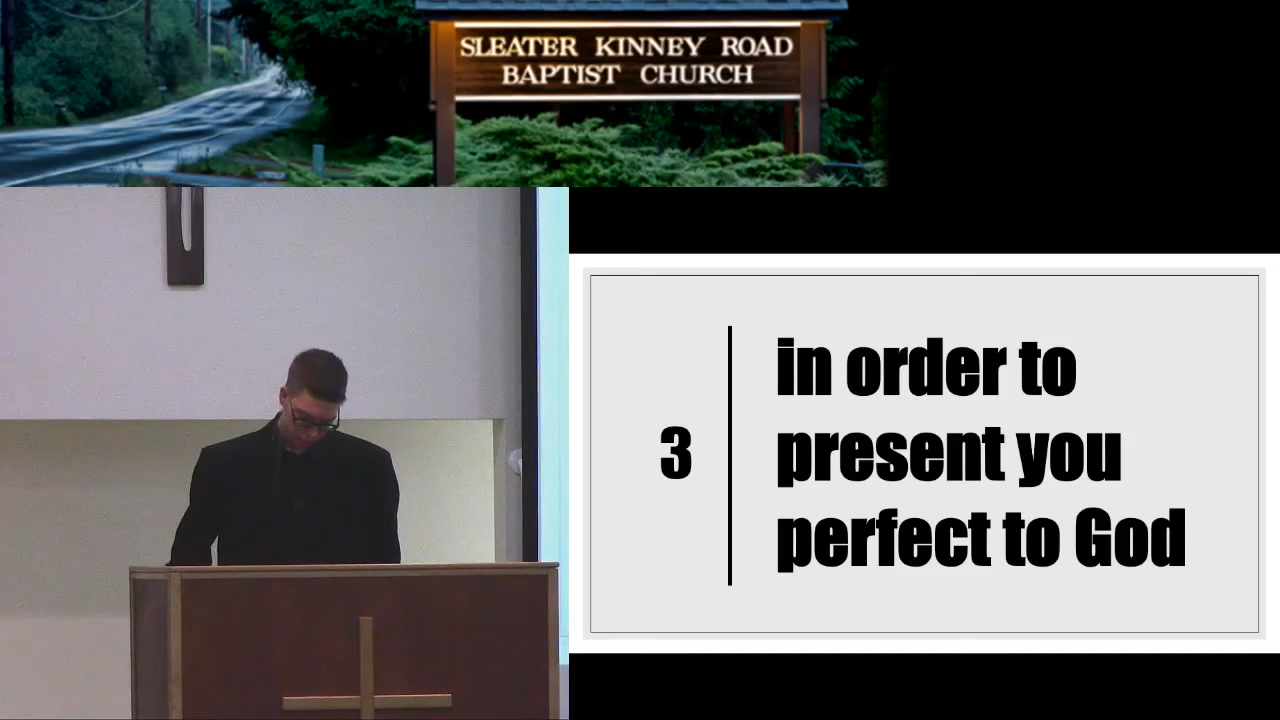 SLEATER KINNEY ROAD
BAPTIST CHURCH
3
in order to
present you
perfect to God